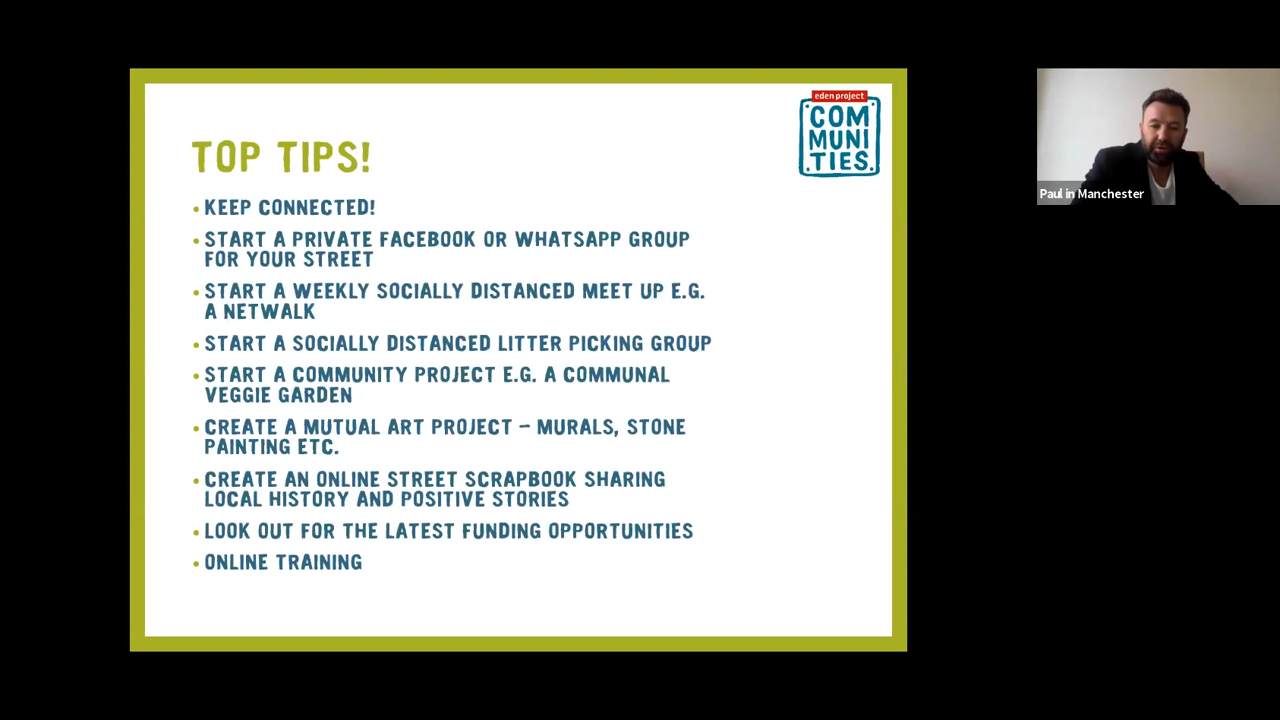 eden project
COM
MUNI
TIES.
TOP TIPS!
• KEEP CONNECTED!
• START A PRIVATE FACEBOOK OR WHATSAPP GROUP
FOR YOUR STREET
• START A WEEKLY SOCIALLY DISTANCED MEET UP E.G.
A NETWALK
• START A SOCIALLY DISTANCED LITTER PICKING GROUP
• START A COMMUNITY PROJECT E.G. A COMMUNAL
VEGGIE GARDEN
• CREATE A MUTUAL ART PROJECT – MURALS, STONE
PAINTING ETC.
• CREATE AN ONLINE STREET SCRAPBOOK SHARING
LOCAL HISTORY AND POSITIVE STORIES
• LOOK OUT FOR THE LATEST FUNDING OPPORTUNITIES
• ONLINE TRAINING
Paul in Manchester